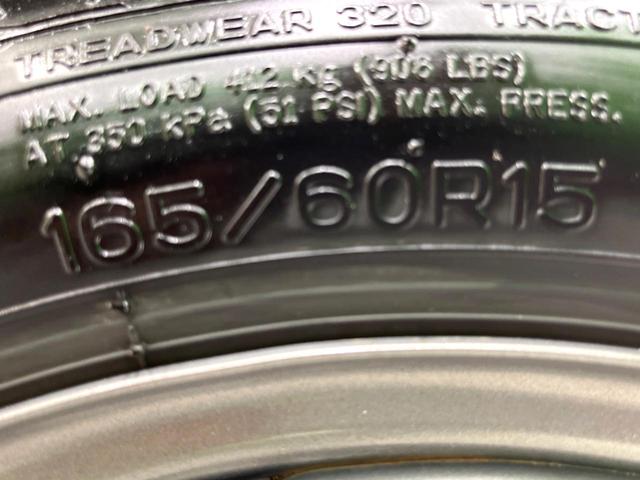 TREADWEAR 320 TRACT
MAX. LOAD 412 Kg (908 LBS)
AT 350 kPa (51 PSI) MAX. PRESS.
165/60R15